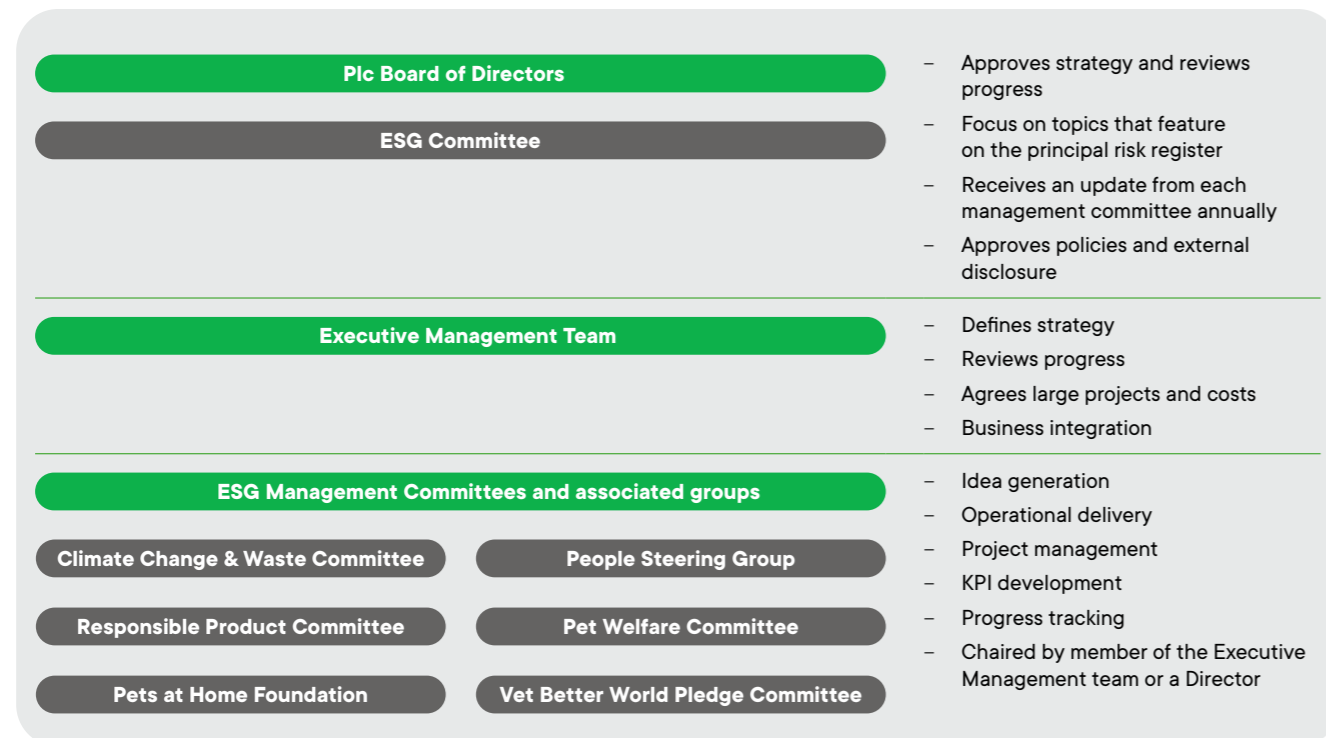 Plc Board of Directors
ESG Committee
– Approves strategy and reviews
progress
– Focus on topics that feature
on the principal risk register
– Receives an update from each
management committee annually
– Approves policies and external
disclosure
Executive Management Team
– Defines strategy
– Reviews progress
– Agrees large projects and costs
– Business integration
ESG Management Committees and associated groups
Climate Change & Waste Committee
People Steering Group
Responsible Product Committee
Pet Welfare Committee
Pets at Home Foundation
Vet Better World Pledge Committee
– Idea generation
– Operational delivery
– Project management
– KPI development
– Progress tracking
– Chaired by member of the Executive
Management team or a Director